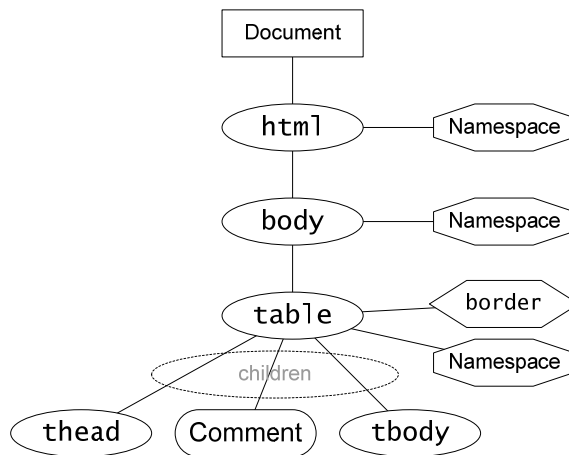 Document
html
Namespace
body
Namespace
table
border
Namespace
children
thead
Comment
tbody